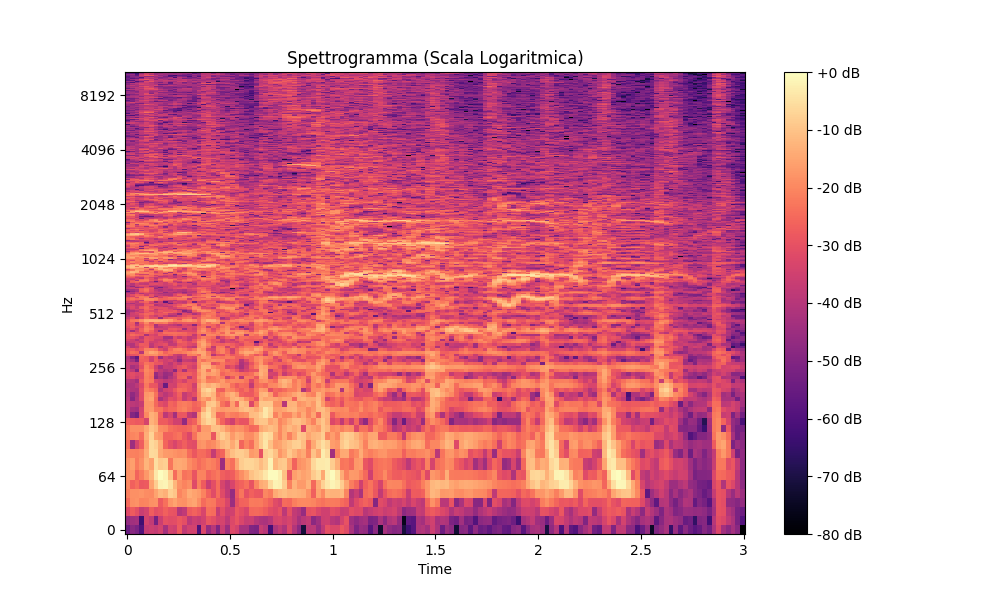 Spettrogramma (Scala Logaritmica)
Hz
8192
4096
2048
1024
512
256
128
64
0
0
0.5
1
1.5
2
2.5
3
Time
+0 dB
-10 dB
-20 dB
-30 dB
-40 dB
-50 dB
-60 dB
-70 dB
-80 dB